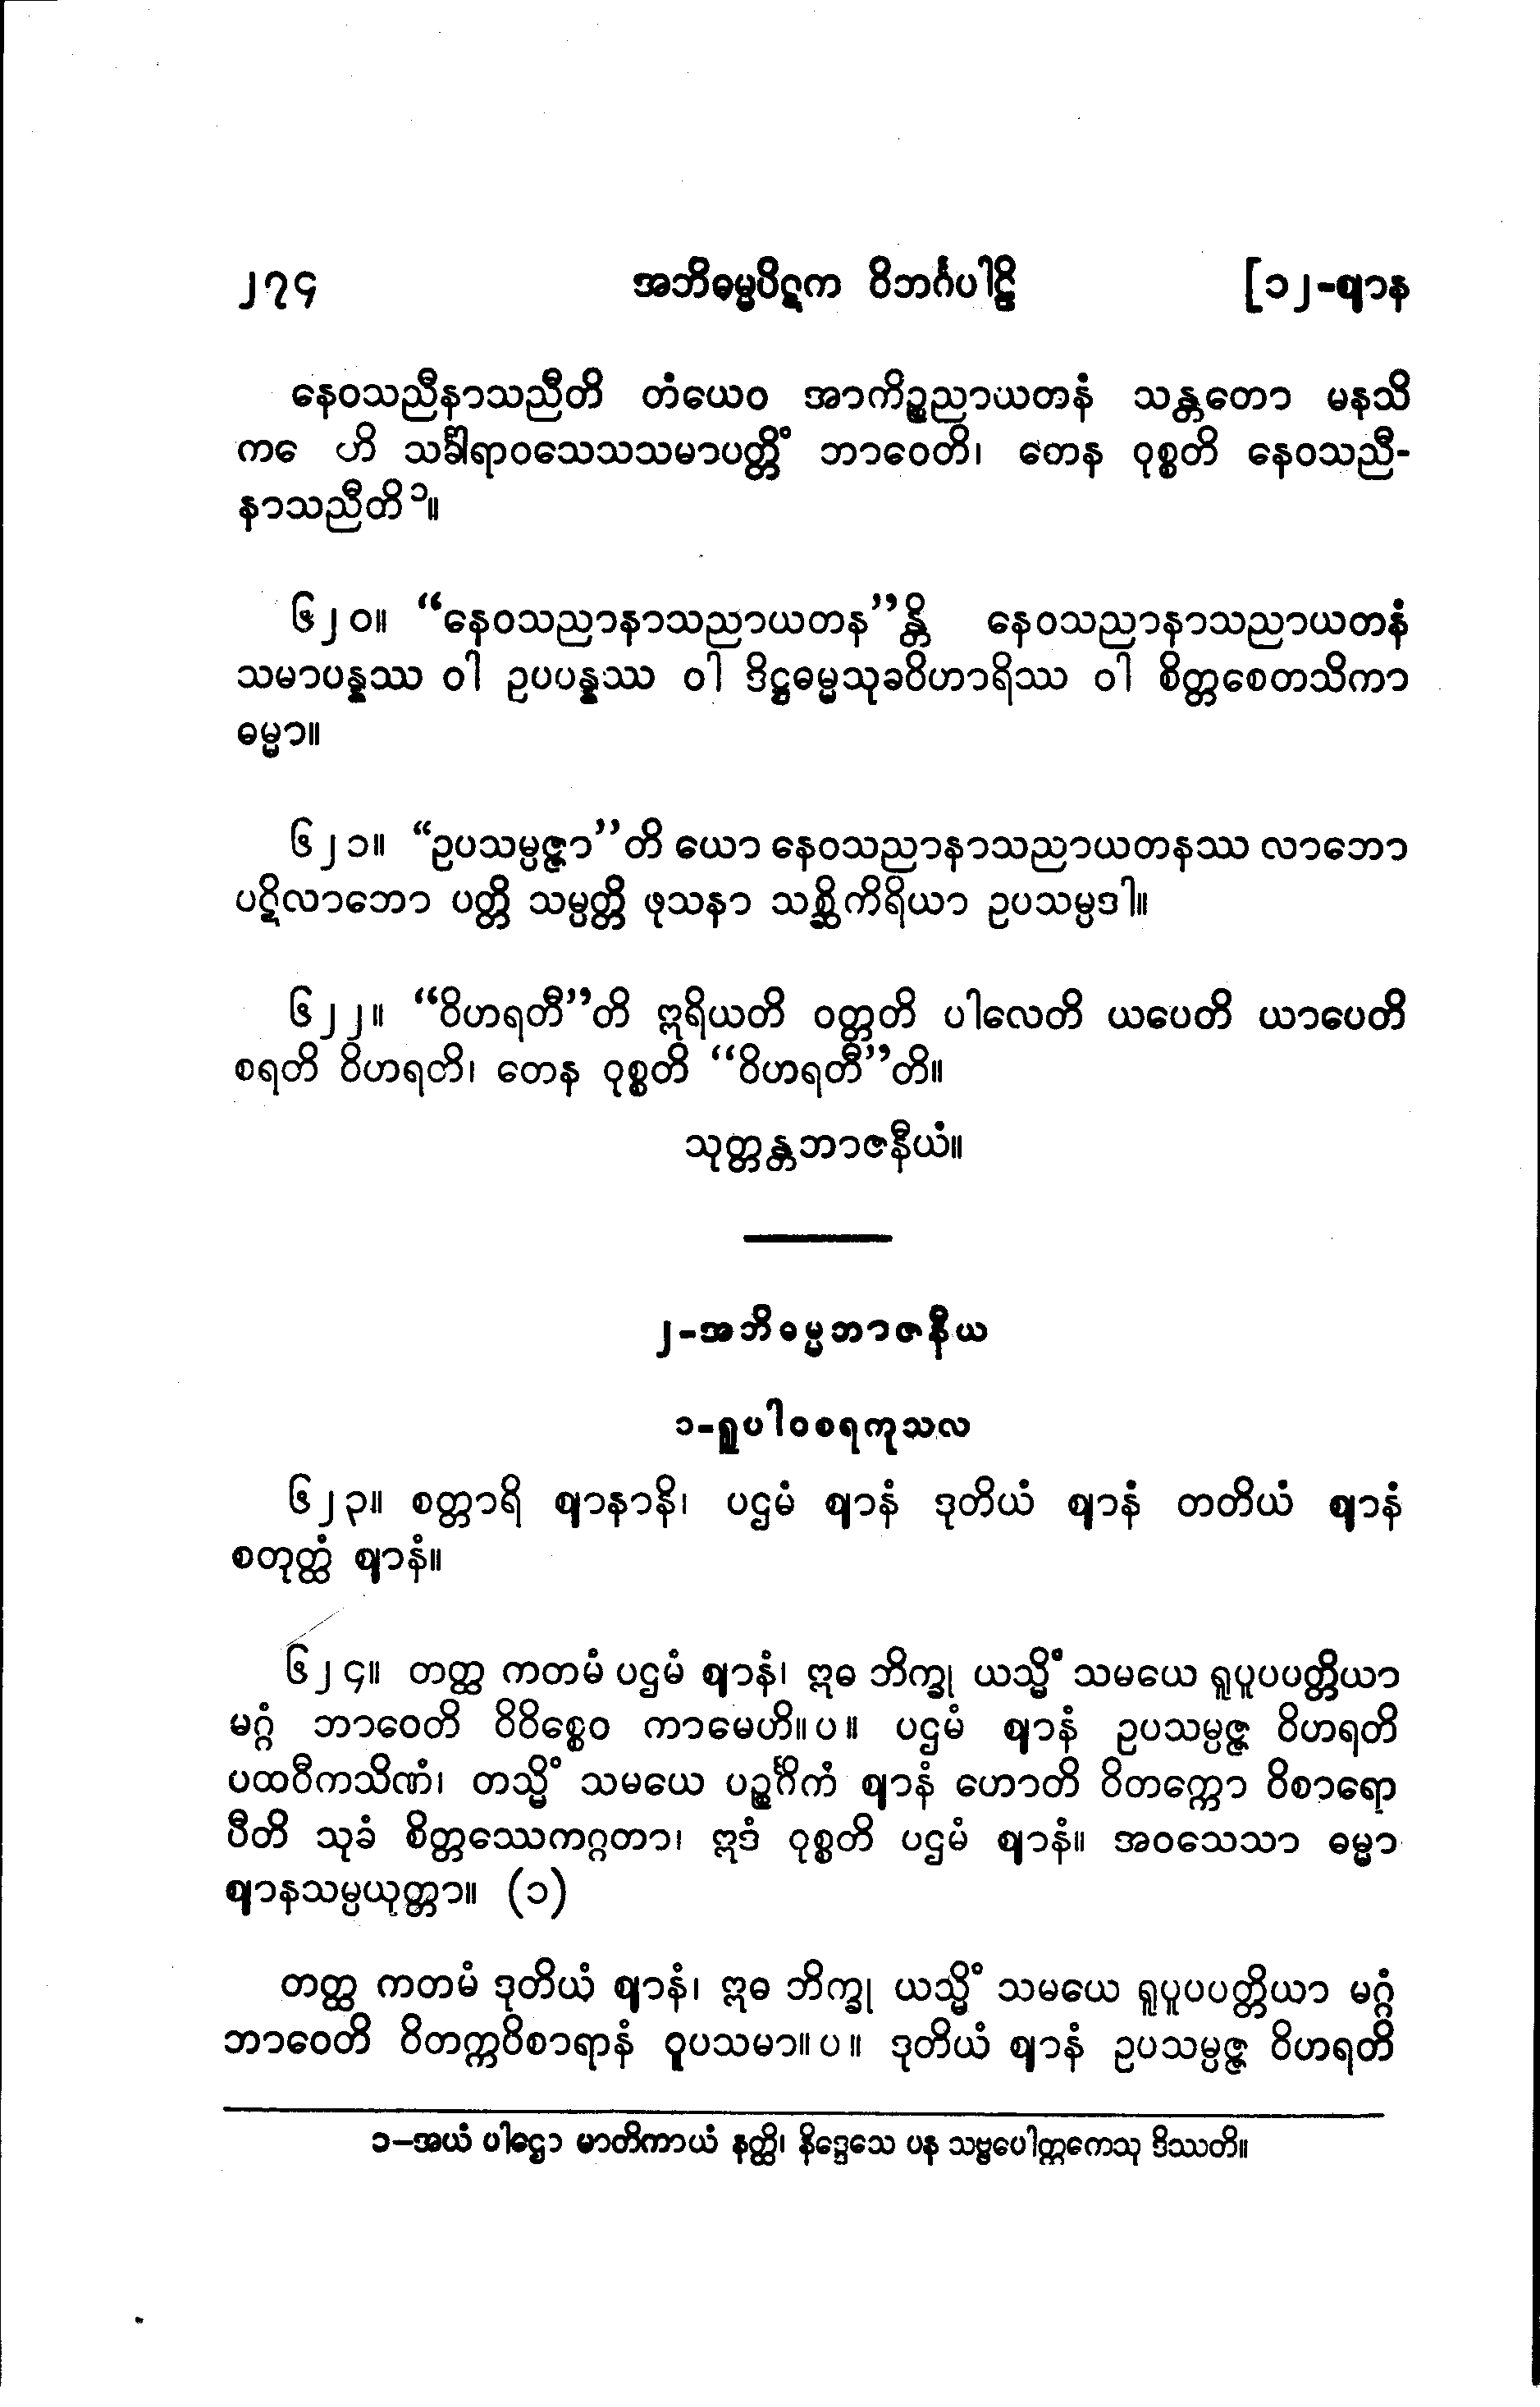 ၂၇၄ အဘိဓမ္မပိဋက ဝိဘင်္ဂပါဠိ [၁၂-ဈာန
နေဝသညီနာသညီတိ တံယေဝ အာကိဉ္စညာယတနံ သန္တတော မနသိ
က ဟိ သင်္ခါရာဝသေသသမာပတ္တိံ ဘာဝေတိ၊ တေန ဝုစ္စတိ နေဝသညီ-
နာသညီတိ ၁။
၆၂၀။ “နေဝသညာနာသညာယတန”န္တိ နေဝသညာနာသညာယတနံ
သမာပန္နဿ ဝါ ဥပပန္နဿ ဝါ ဒိဋ္ဌဓမ္မသုခဝိဟာရိဿ ဝါ စိတ္တစေတသိကာ
ဓမ္မာ။
၆၂၁။ “ဥပသမ္ပဇ္ဇာ”တိ ယော နေဝသညာနာသညာယတနဿ လာဘော
ပဋိလာဘော ပတ္တိ သမ္ပတ္တိ ဖုသနာ သစ္ဆိကိရိယာ ဥပသမ္ပဒါ။
၆၂၂။ “ဝိဟရတီ”တိ ဣရိယတိ ဝတ္တတိ ပါလေတိ ယပေတိ ယာပေတိ
စရတိ ဝိဟရတိ၊ တေန ဝုစ္စတိ “ဝိဟရတီ”တိ။
သုတ္တန္တဘာဇနီယံ။
၂-အဘိဓမ္မဘာဇနီယ
၁-ရူပါဝစရကုသလ
၆၂၃။ စတ္တာရိ ဈာနာနိ၊ ပဌမံ ဈာနံ ဒုတိယံ ဈာနံ တတိယံ ဈာနံ
စတုတ္ထံ ဈာနံ။
၆၂၄။ တတ္ထ ကတမံ ပဌမံ ဈာနံ၊ ဣဓ ဘိက္ခု ယသ္မိံ သမယေ ရူပူပပတ္တိယာ
မဂ္ဂံ ဘာဝေတိ ဝိဝိစ္စေဝ ကာမေဟိ။ပ။ ပဌမံ ဈာနံ ဥပသမ္ပဇ္ဇ ဝိဟရတိ
ပထဝီကသိဏံ၊ တသ္မိံ သမယေ ပဉ္စင်္ဂိကံ ဈာနံ ဟောတိ ဝိတက္ကော ဝိစာရော
ပီတိ သုခံ စိတ္တဿေကဂ္ဂတာ၊ ဣဒံ ဝုစ္စတိ ပဌမံ ဈာနံ။ အဝသေသာ ဓမ္မာ
ဈာနသမ္ပယုတ္တာ။ (၁)
တတ္ထ ကတမံ ဒုတိယံ ဈာနံ၊ ဣဓ ဘိက္ခု ယသ္မိံ သမယေ ရူပူပပတ္တိယာ မဂ္ဂံ
ဘာဝေတိ ဝိတက္ကဝိစာရာနံ ဝူပသမာ။ပ။ ဒုတိယံ ဈာနံ ဥပသမ္ပဇ္ဇ ဝိဟရတိ
၁–အယံ ပါဌော မာတိကာယံ နတ္ထိ၊ နိဒ္ဒေသေ ပန သဗ္ဗပေါတ္ထကေသု ဒိဿတိ။